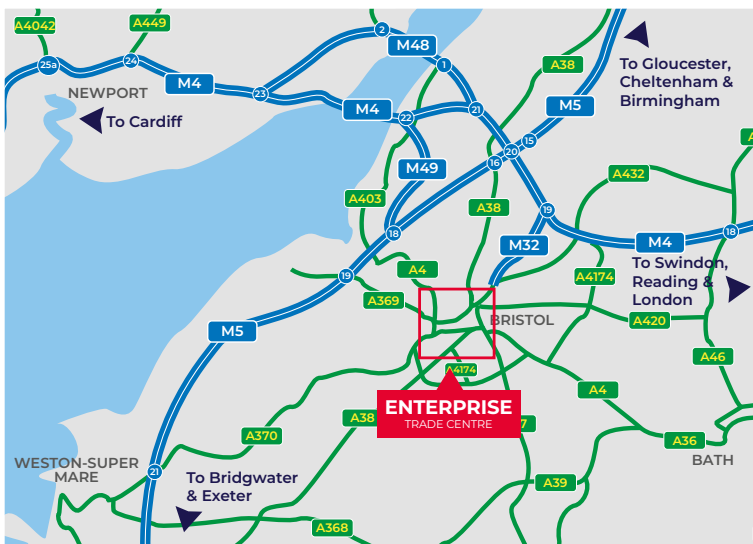 A4042
A449
2
M48
A38
To Gloucester,
Cheltenham &
Birmingham
25a
24
1
NEWPORT
M4
23
M4
M5
To Cardiff
22
21
15
20
16
M49
A432
A403
A38
19
18
M32
M4
18
A4
A4174
To Swindon,
Reading &
London
19
A369
BRISTOL
A420
M5
A46
A4174
A4
ENTERPRISE
TRADE CENTRE
A38
7
A370
A36
BATH
WESTON-SUPER
MARE
21
To Bridgwater
& Exeter
A39
A368